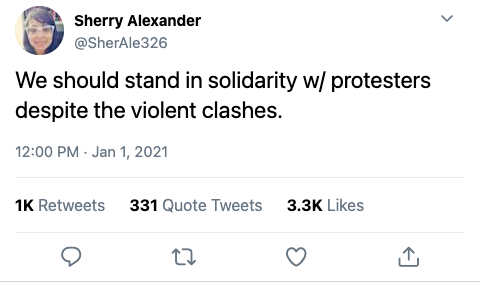 Sherry Alexander
@SherAle326
We should stand in solidarity w/ protesters
despite the violent clashes.
12:00 PM · Jan 1, 2021
1K Retweets 331 Quote Tweets 3.3K Likes